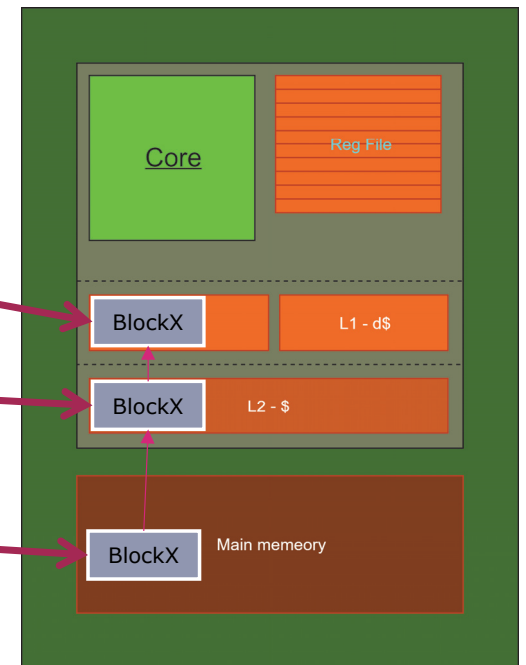 Core
Reg File
BlockX
L1 - d$
BlockX
L2 - $
BlockX
Main memeory